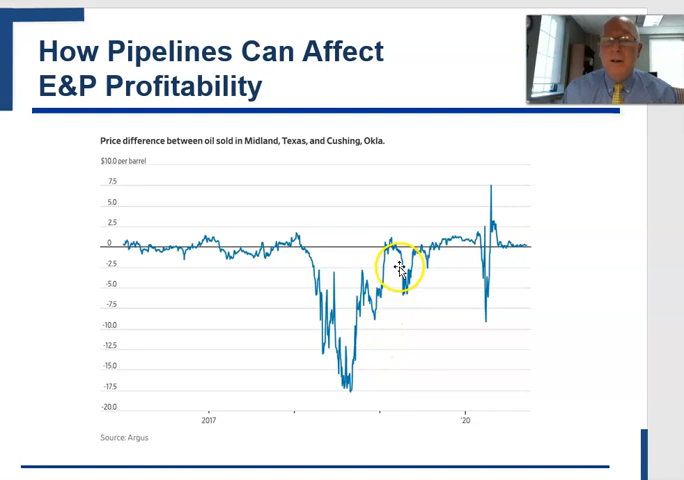 How Pipelines Can Affect
E&P Profitability
Price difference between oil sold in Midland, Texas, and Cushing, Okla.
$10.0 per barrel
7.5
5.0
2.5
0
-2.5
-5.0
-7.5
-10.0
-12.5
-15.0
-17.5
-20.0
2017
'20
Source: Argus